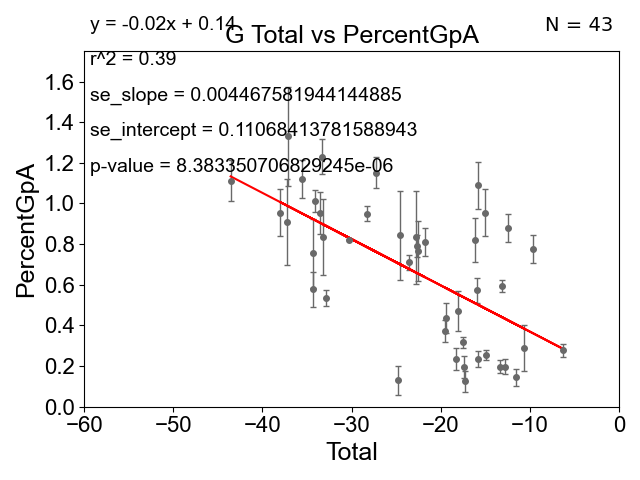 y = -0.02x + 0.14
N = 43
G Total vs PercentGpA
r^2 = 0.39
se_slope = 0.004467581944144885
se_intercept = 0.11068413781588943
p-value = 8.383350706829245e-06
PercentGpA
1.6
1.4
1.2
1.0
0.8
0.6
0.4
0.2
0.0
−60 −50 −40 −30 −20 −10 0
Total